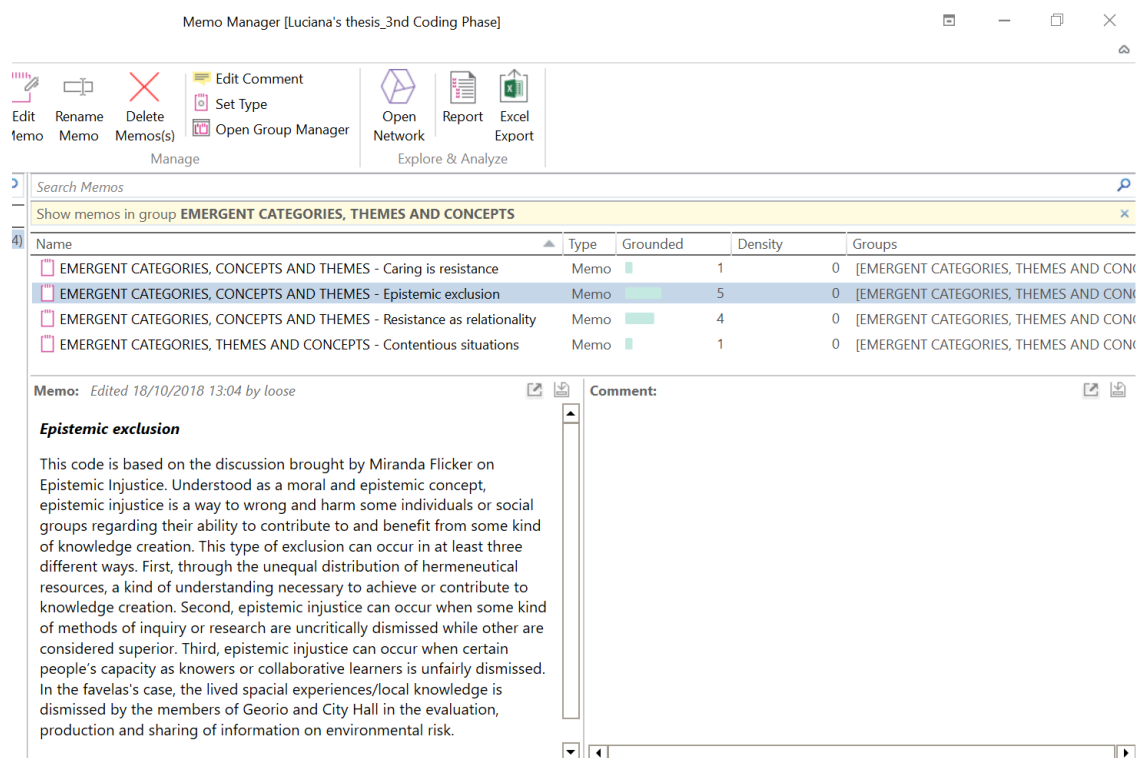 Memo Manager [Luciana's thesis_3nd Coding Phase]
Edit Comment
Set Type
Open Group Manager
Edit Rename Delete Open Report Excel
Memo Memo Memos(s) Network Export
Manage Explore & Analyze
Search Memos
Show memos in group EMERGENT CATEGORIES, THEMES AND CONCEPTS
4) Name Type Grounded Density Groups
EMERGENT CATEGORIES, CONCEPTS AND THEMES - Caring is resistance Memo 1 0 [EMERGENT CATEGORIES, THEMES AND CON
EMERGENT CATEGORIES, CONCEPTS AND THEMES - Epistemic exclusion Memo 5 0 [EMERGENT CATEGORIES, THEMES AND CON
EMERGENT CATEGORIES, CONCEPTS AND THEMES - Resistance as relationality Memo 4 0 [EMERGENT CATEGORIES, THEMES AND CON
EMERGENT CATEGORIES, THEMES AND CONCEPTS - Contentious situations Memo 1 0 [EMERGENT CATEGORIES, THEMES AND CON
Memo: Edited 18/10/2018 13:04 by loose Comment:
Epistemic exclusion
This code is based on the discussion brought by Miranda Flicker on
Epistemic Injustice. Understood as a moral and epistemic concept,
epistemic injustice is a way to wrong and harm some individuals or social
groups regarding their ability to contribute to and benefit from some kind
of knowledge creation. This type of exclusion can occur in at least three
different ways. First, through the unequal distribution of hermeneutical
resources, a kind of understanding necessary to achieve or contribute to
knowledge creation. Second, epistemic injustice can occur when some kind
of methods of inquiry or research are uncritically dismissed while other are
considered superior. Third, epistemic injustice can occur when certain
people's capacity as knowers or collaborative learners is unfairly dismissed.
In the favelas's case, the lived spacial experiences/local knowledge is
dismissed by the members of Georio and City Hall in the evaluation,
production and sharing of information on environmental risk.